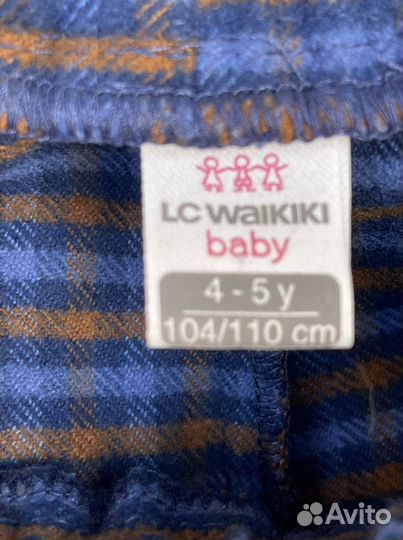 LC WAIKIKI
baby
4 - 5 y
104/110 cm
Avito